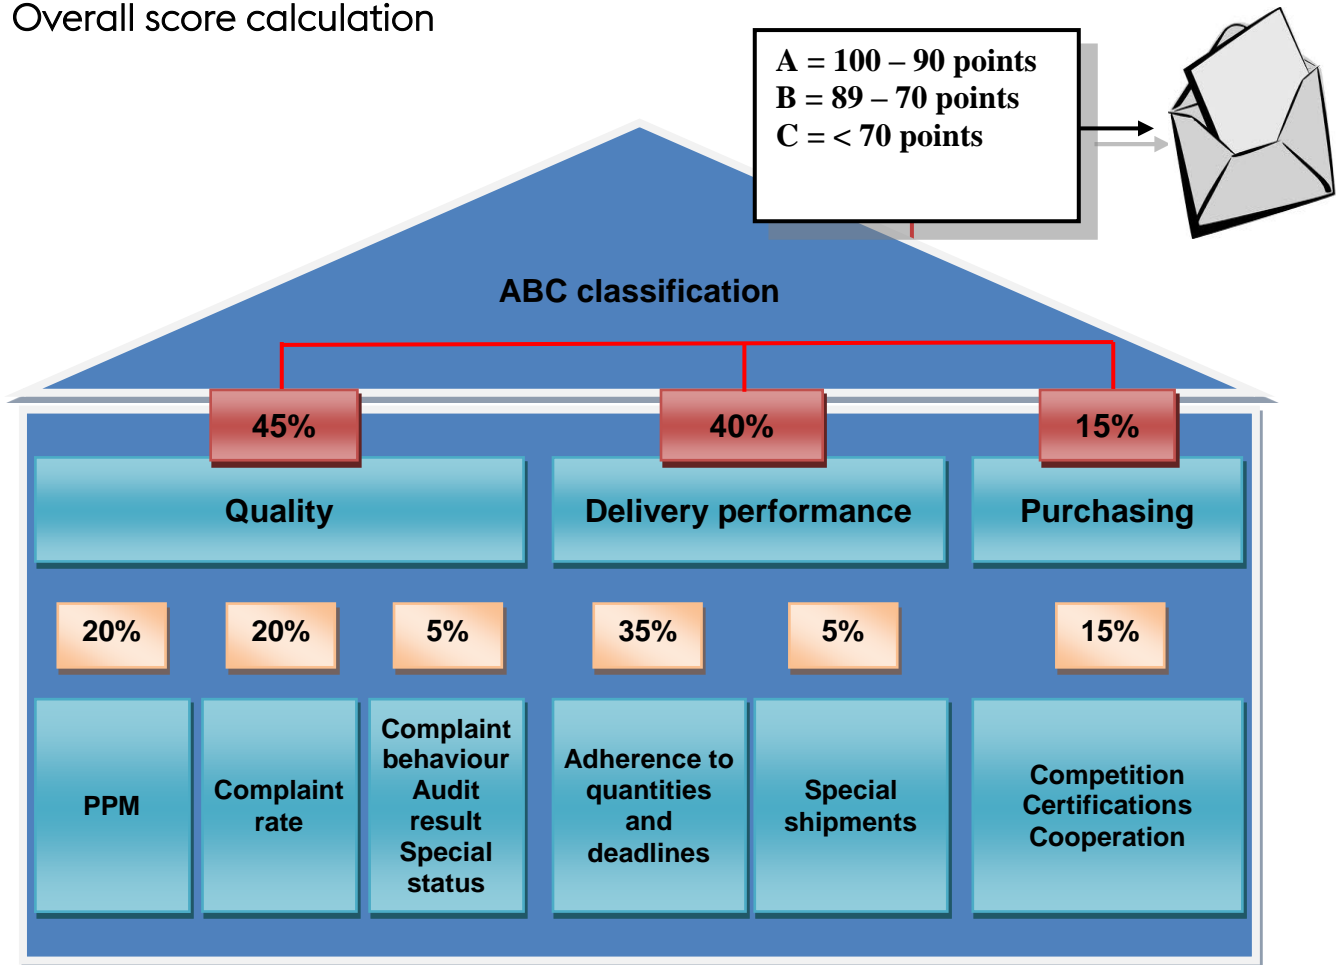 Overall score calculation
A = 100 – 90 points
B = 89 – 70 points
C = < 70 points
ABC classification
45%
40%
15%
Quality
Delivery performance
Purchasing
20%
20%
5%
35%
5%
15%
PPM
Complaint
rate
Complaint
behaviour
Audit
result
Special
status
Adherence to
quantities
and
deadlines
Special
shipments
Competition
Certifications
Cooperation